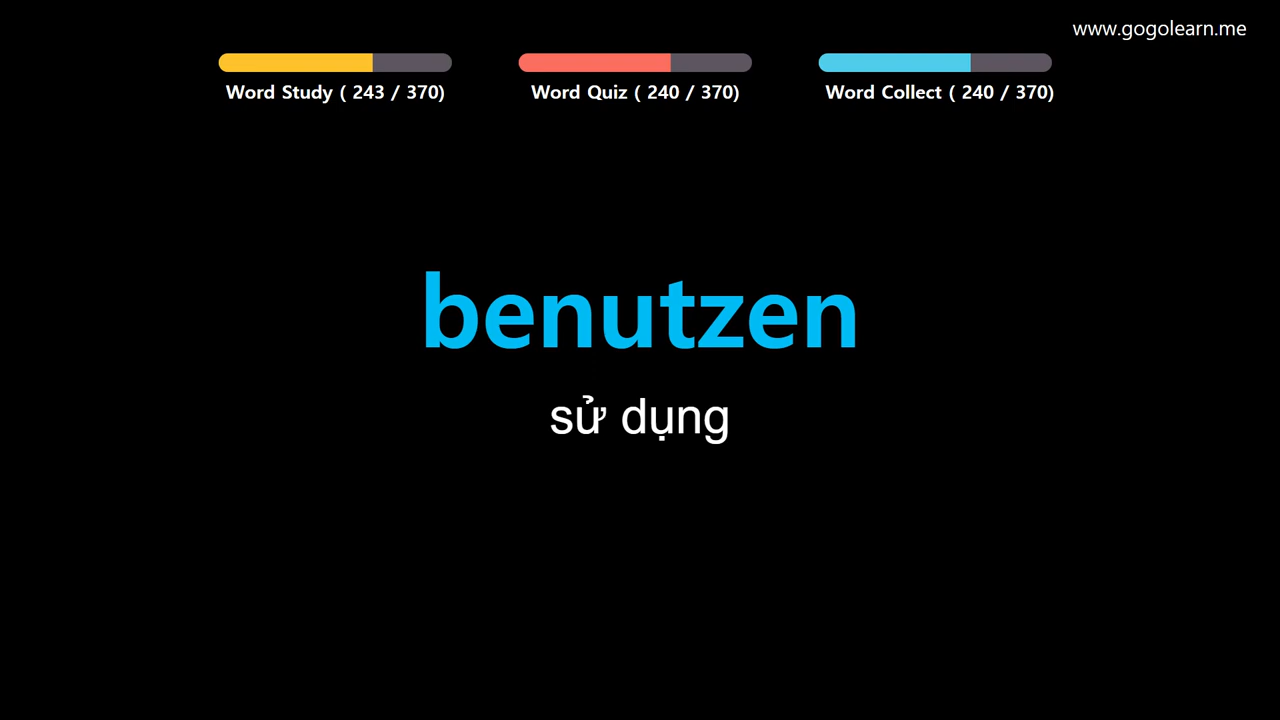 www.gogolearn.me
Word Study ( 243 / 370)
Word Quiz ( 240 / 370)
Word Collect ( 240 / 370)
benutzen
sử dụng